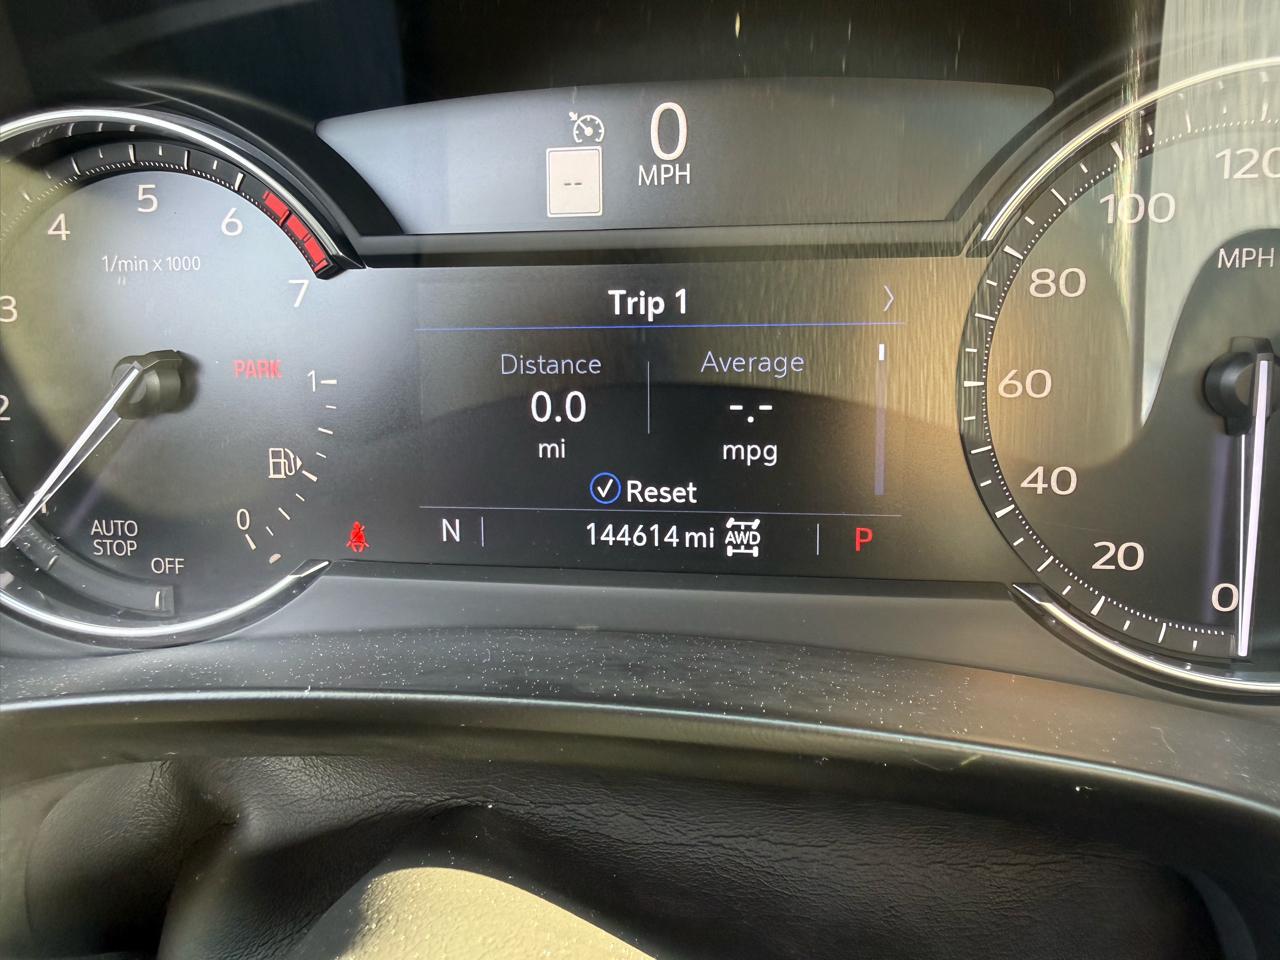 0
MPH
--
1/min x 1000
2
3
4
5
6
7
PARK
1
0
AUTO
STOP
OFF
Trip 1
Distance
Average
0.0
-.-
mi
mpg
Reset
N
144614 mi
AWD
P
MPH
0
20
40
60
80
100
120